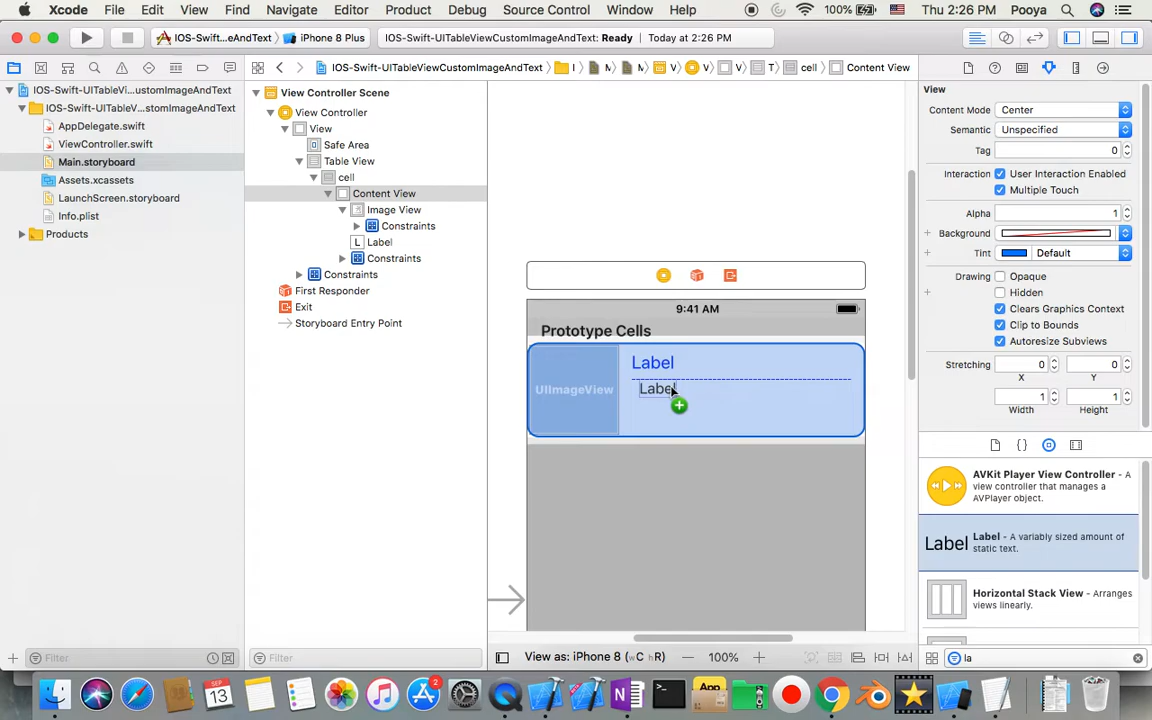 Xcode File Edit View Find Navigate Editor Product Debug Source Control Window Help 100% Thu 2:26 PM Pooya
IOS-Swift...eAndText iPhone 8 Plus IOS-Swift-UITableViewCustomImageAndText: Ready Today at 2:26 PM
IOS-Swift-UITableViewCustomImageAndText I M M V V V T cell Content View
IOS-Swift-UITableVi...stomImageAndText
IOS-Swift-UITableVi...stomImageAndText
AppDelegate.swift
ViewController.swift
Main.storyboard
Assets.xcassets
LaunchScreen.storyboard
Info.plist
Products
Filter
View Controller Scene
View Controller
View
Safe Area
Table View
cell
Content View
Image View
Constraints
L Label
Constraints
Constraints
First Responder
Exit
Storyboard Entry Point
Filter
9:41 AM
Prototype Cells
UIImageView
Label
Label
View as: iPhone 8 (wC hR) 100%
View
Content Mode Center
Semantic Unspecified
Tag 0
Interaction User Interaction Enabled
Multiple Touch
Alpha 1
Background
Tint Default
Drawing Opaque
Hidden
Clears Graphics Context
Clip to Bounds
Autoresize Subviews
Stretching 0 0
X Y
1 1
Width Height
AVKit Player View Controller - A
view controller that manages a
AVPlayer object.
Label Label - A variably sized amount of
static text.
Horizontal Stack View - Arranges
views linearly.
la
SEP
13
2
App